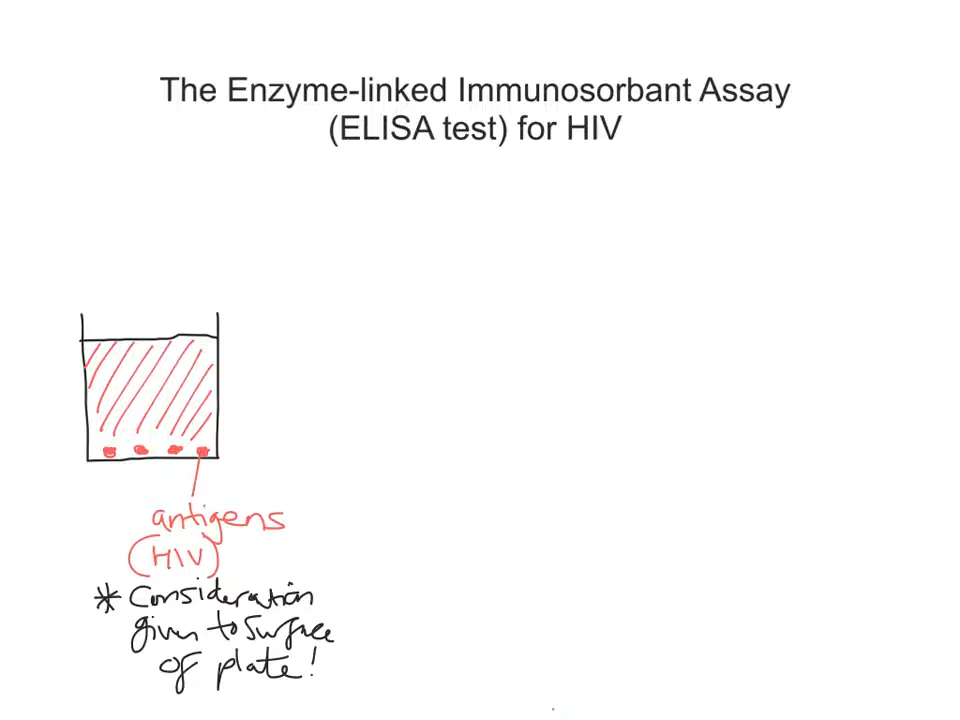 The Enzyme-linked Immunosorbant Assay
(ELISA test) for HIV
antigens
(HIV)
* Consideration
given to surface
of plate!